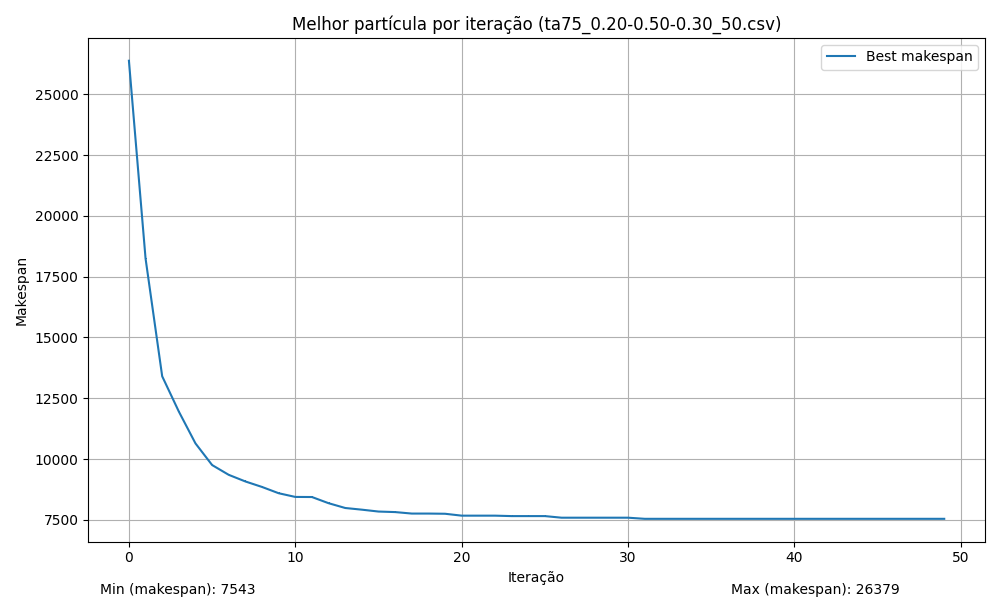 Melhor partícula por iteração (ta75_0.20-0.50-0.30_50.csv)
Best makespan
Makespan
25000
22500
20000
17500
15000
12500
10000
7500
0 10 20 30 40 50
Iteração
Min (makespan): 7543
Max (makespan): 26379